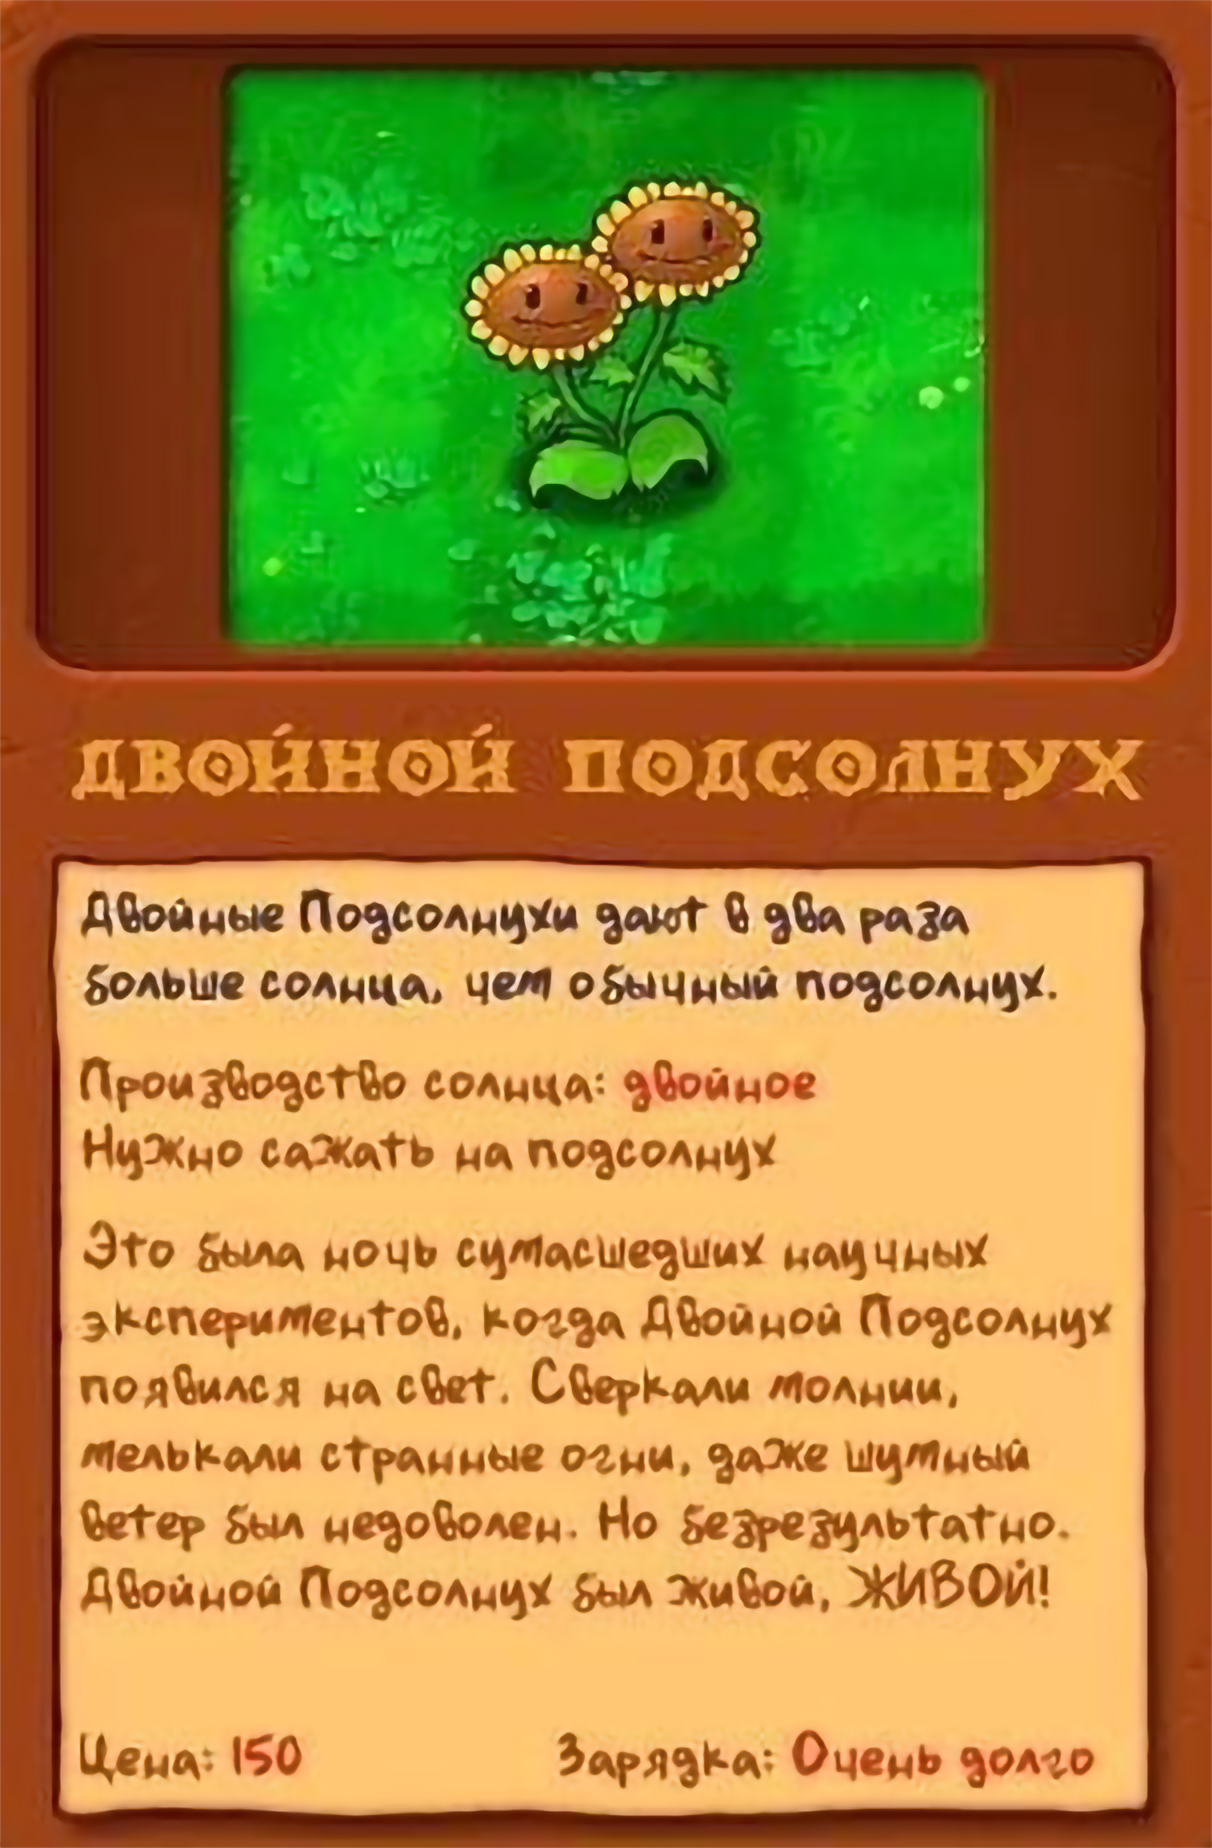 ДВОЙНОЙ ПОДСОЛНУХ
Двойные Подсолнухи дают в два раза
больше солнца, чем обычный подсолнух.
Производство солнца: двойное
Нужно сажать на подсолнух
Это была ночь сумасшедших научных
экспериментов, когда Двойной Подсолнух
появился на свет. Сверкали молнии,
мелькали странные огни, даже шумный
ветер был недоволен. Но безрезультатно.
Двойной Подсолнух был живой, ЖИВОЙ!
Цена: 150 Зарядка: Очень долго